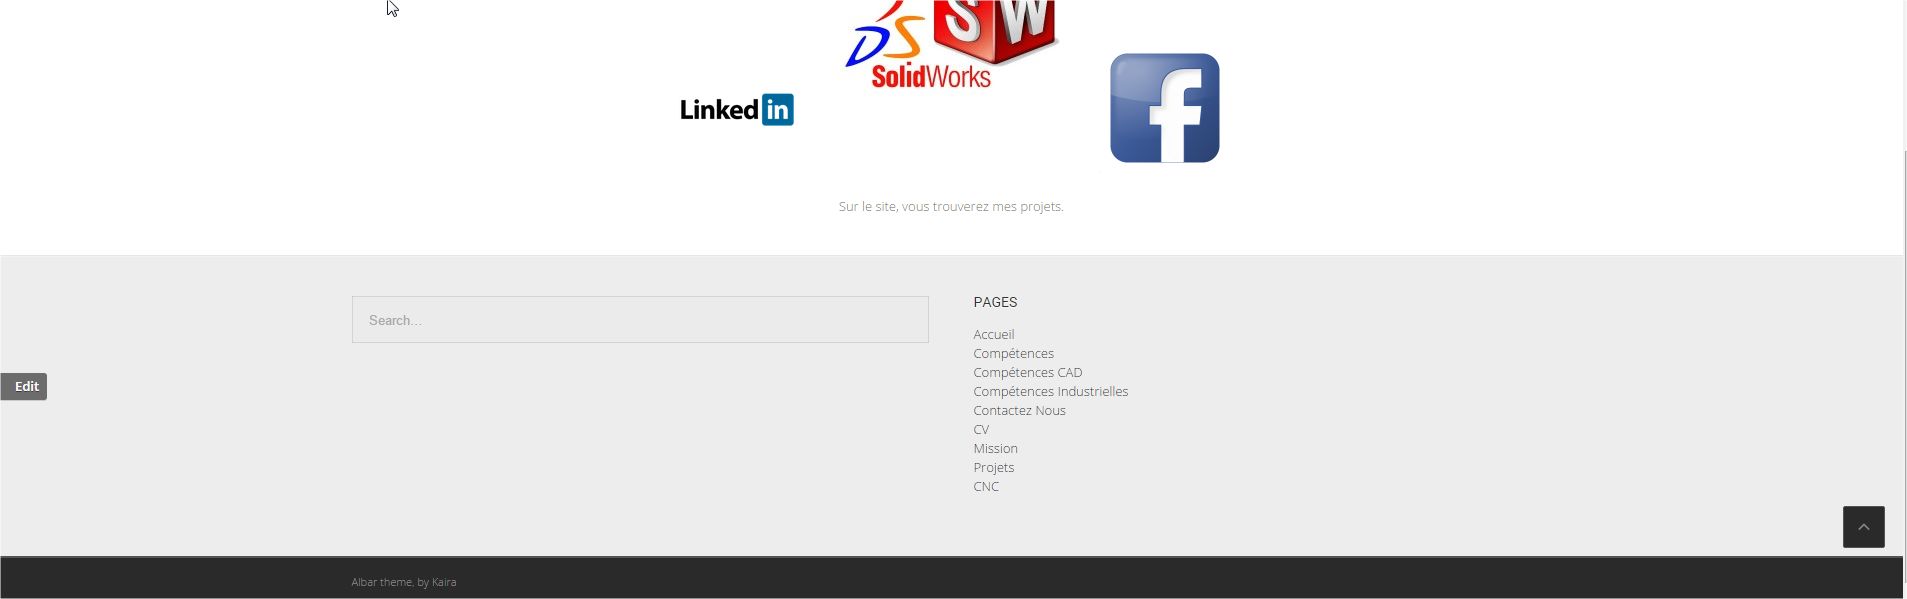 SW
DS
SolidWorks
Linked in
f
Sur le site, vous trouverez mes projets.
Search...
PAGES
Accueil
Compétences
Compétences CAD
Compétences Industrielles
Contactez Nous
CV
Mission
Projets
CNC
Edit
Albar theme, by Kaira